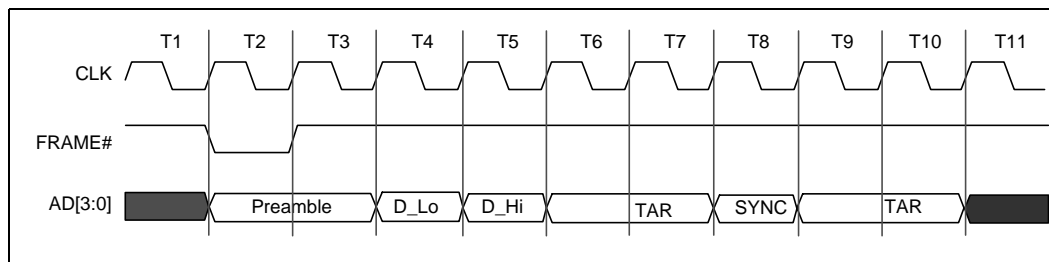 T1 T2 T3 T4 T5 T6 T7 T8 T9 T10 T11
CLK
FRAME#
AD[3:0] Preamble D_Lo D_Hi TAR SYNC TAR